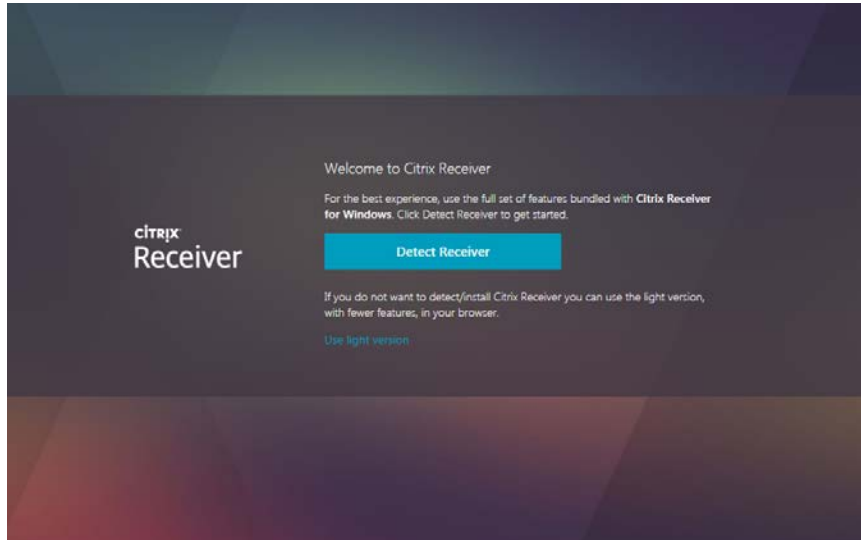 Welcome to Citrix Receiver
For the best experience, use the full set of features bundled with Citrix Receiver
for Windows. Click Detect Receiver to get started.
CİTRIX
Receiver
Detect Receiver
If you do not want to detect/install Citrix Receiver you can use the light version,
with fewer features, in your browser.
Use light version